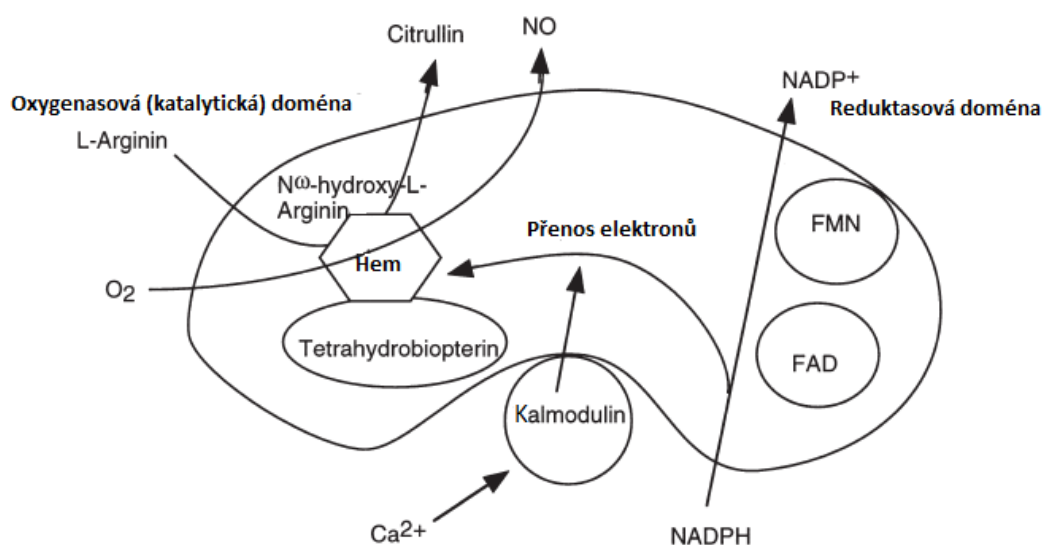 NO
Citrullin
NADP+
Oxygenasová (katalytická) doména
Reduktasová doména
L-Arginin
Nω-hydroxy-L-
Arginin
FMN
Přenos elektronů
Hem
O2
Tetrahydrobiopterin
FAD
Kalmodulin
Ca2+
NADPH